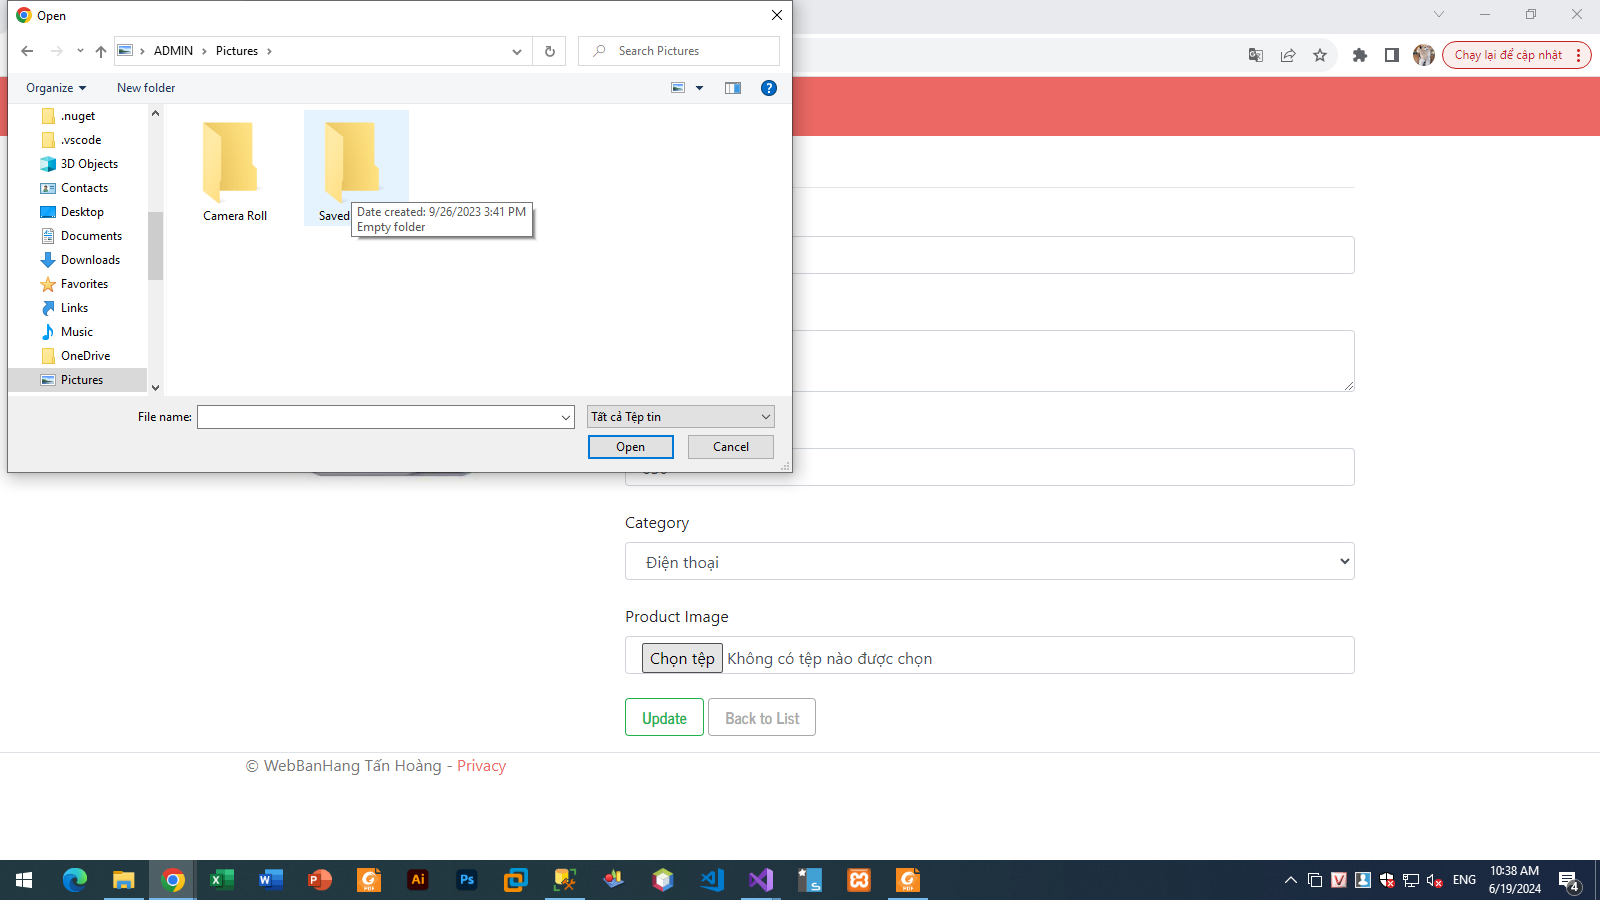 Open
ADMIN > Pictures >
Search Pictures
Chạy lại để cập nhật
Organize
New folder
.nuget
.vscode
3D Objects
Contacts
Desktop
Documents
Downloads
Favorites
Links
Music
OneDrive
Pictures
Camera Roll
Saved
Date created: 9/26/2023 3:41 PM
Empty folder
File name:
Tất cả Tệp tin
Open
Cancel
Category
Điện thoại
Product Image
Chọn tệp Không có tệp nào được chọn
Update
Back to List
© WebBanHang Tấn Hoàng - Privacy
ENG
10:38 AM
6/19/2024
4